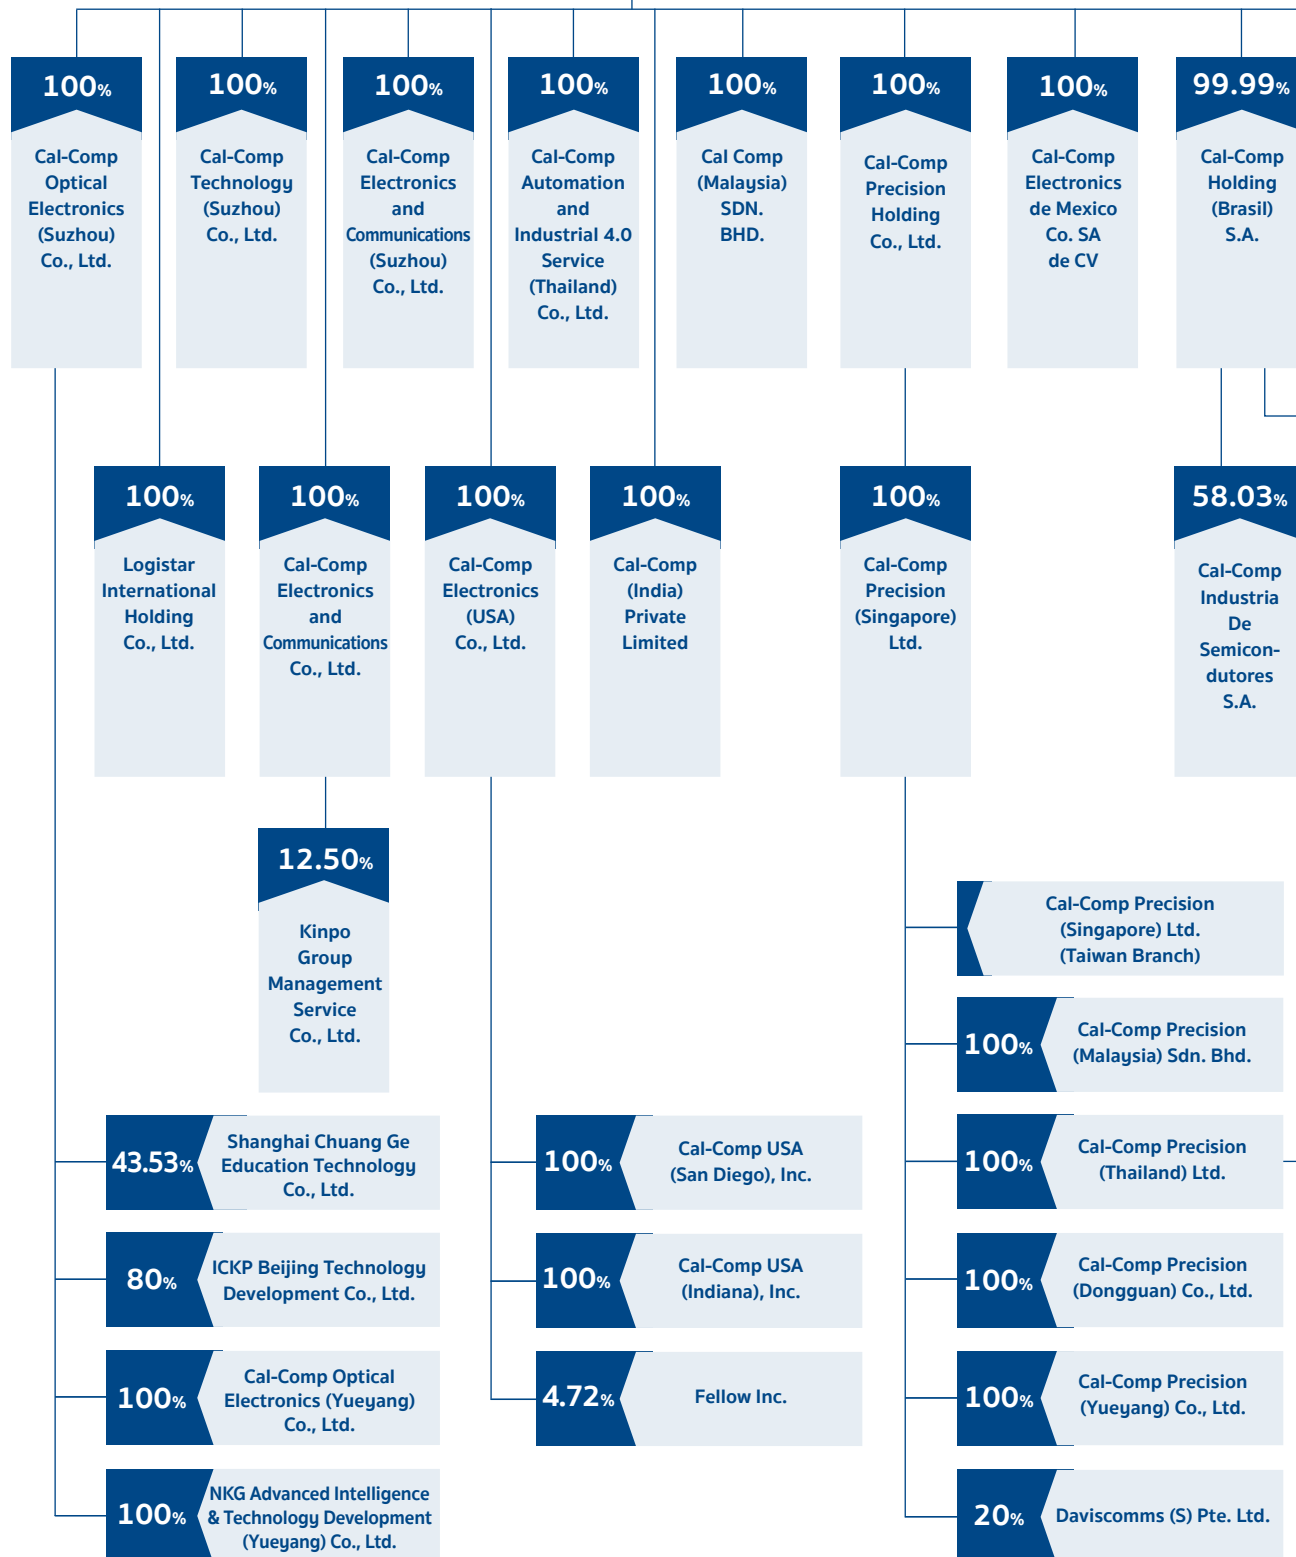 100%
Cal-Comp
Optical
Electronics
(Suzhou)
Co., Ltd.
100%
Cal-Comp
Technology
(Suzhou)
Co., Ltd.
100%
Cal-Comp
Electronics
and
Communications
(Suzhou)
Co., Ltd.
100%
Cal-Comp
Automation
and
Industrial 4.0
Service
(Thailand)
Co., Ltd.
100%
Cal Comp
(Malaysia)
SDN.
BHD.
100%
Cal-Comp
Precision
Holding
Co., Ltd.
100%
Cal-Comp
Electronics
de Mexico
Co. SA
de CV
99.99%
Cal-Comp
Holding
(Brasil)
S.A.
100%
Logistar
International
Holding
Co., Ltd.
100%
Cal-Comp
Electronics
and
Communications
Co., Ltd.
100%
Cal-Comp
Electronics
(USA)
Co., Ltd.
100%
Cal-Comp
(India)
Private
Limited
100%
Cal-Comp
Precision
(Singapore)
Ltd.
58.03%
Cal-Comp
Industria
De
Semicon-
dutores
S.A.
12.50%
Kinpo
Group
Management
Service
Co., Ltd.
43.53%
Shanghai Chuang Ge
Education Technology
Co., Ltd.
80%
ICKP Beijing Technology
Development Co., Ltd.
100%
Cal-Comp Optical
Electronics (Yueyang)
Co., Ltd.
100%
NKG Advanced Intelligence
& Technology Development
(Yueyang) Co., Ltd.
100%
Cal-Comp USA
(San Diego), Inc.
100%
Cal-Comp USA
(Indiana), Inc.
4.72%
Fellow Inc.
Cal-Comp Precision
(Singapore) Ltd.
(Taiwan Branch)
100%
Cal-Comp Precision
(Malaysia) Sdn. Bhd.
100%
Cal-Comp Precision
(Thailand) Ltd.
100%
Cal-Comp Precision
(Dongguan) Co., Ltd.
100%
Cal-Comp Precision
(Yueyang) Co., Ltd.
20%
Daviscomms (S) Pte. Ltd.